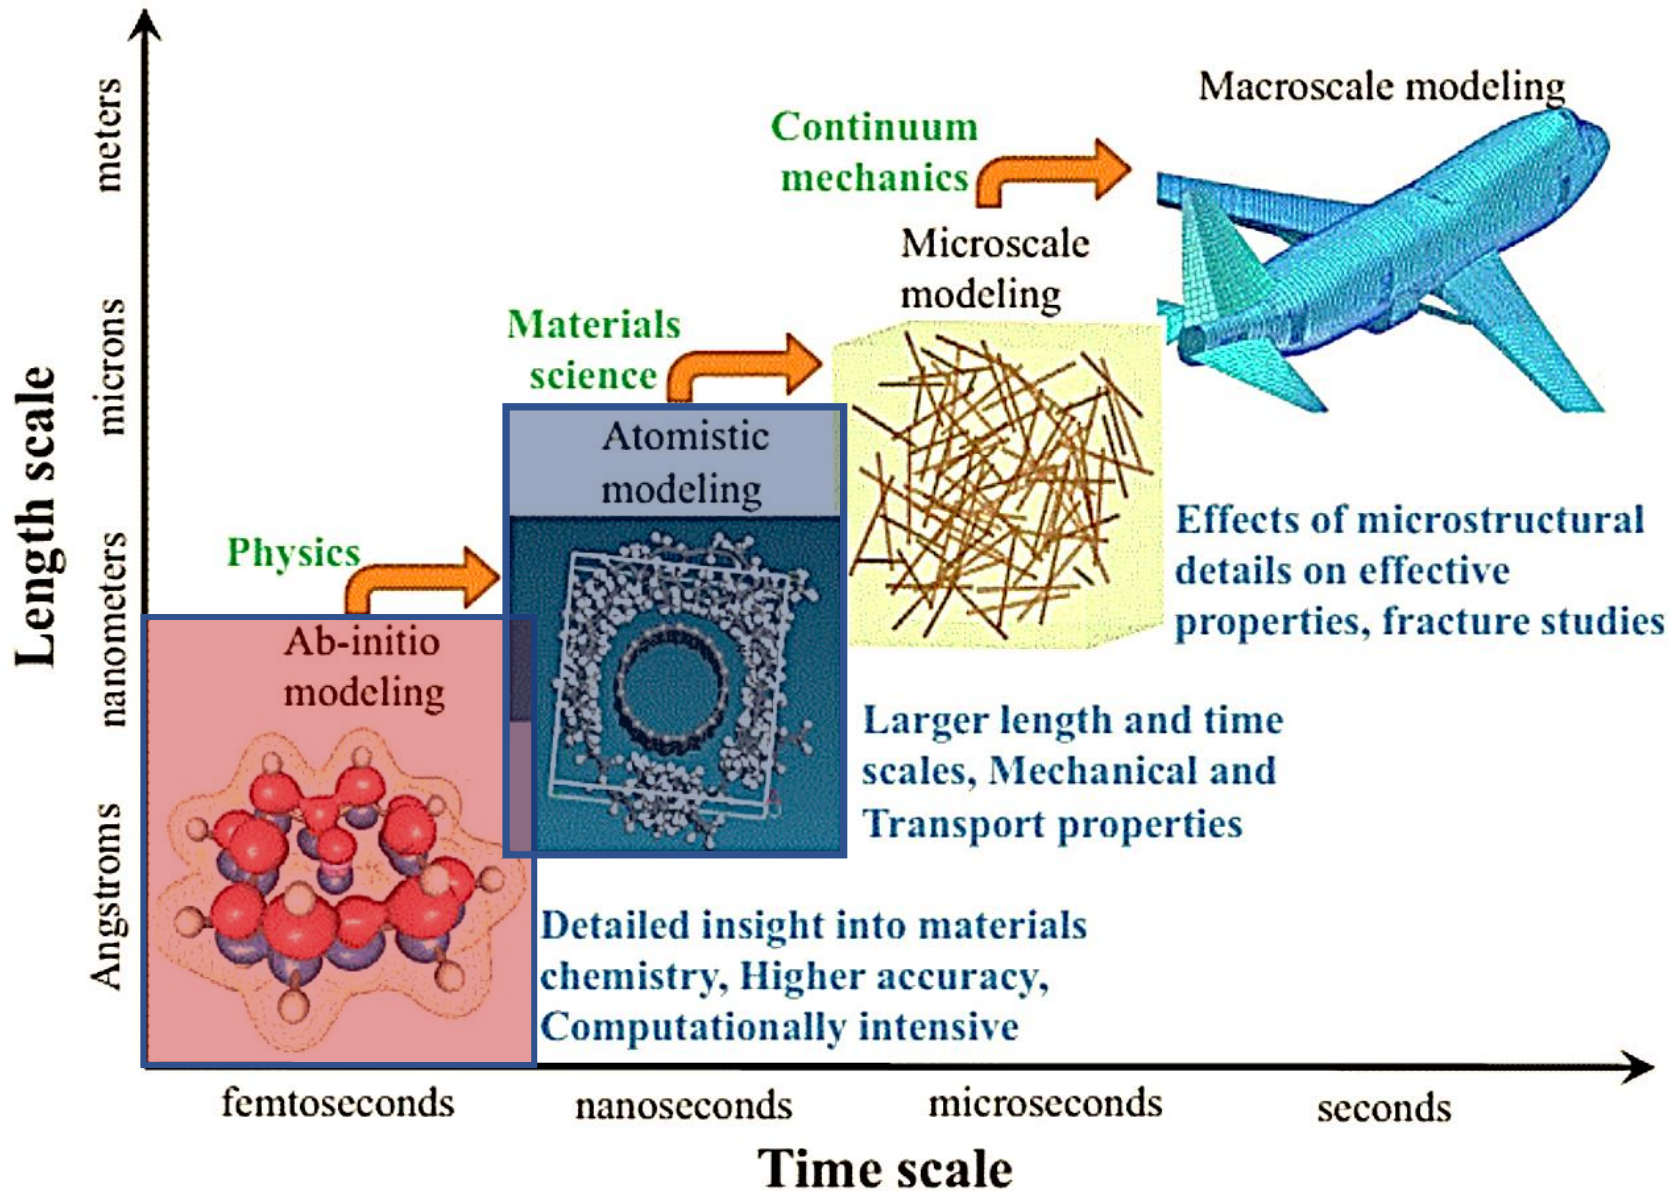 Macroscale modeling
Continuum
mechanics
Microscale
modeling
Materials
science
Atomistic
modeling
Physics
Ab-initio
modeling
Effects of microstructural
details on effective
properties, fracture studies
Larger length and time
scales, Mechanical and
Transport properties
Detailed insight into materials
chemistry, Higher accuracy,
Computationally intensive
Length scale
meters
microns
nanometers
Angstroms
femtoseconds
nanoseconds
microseconds
seconds
Time scale